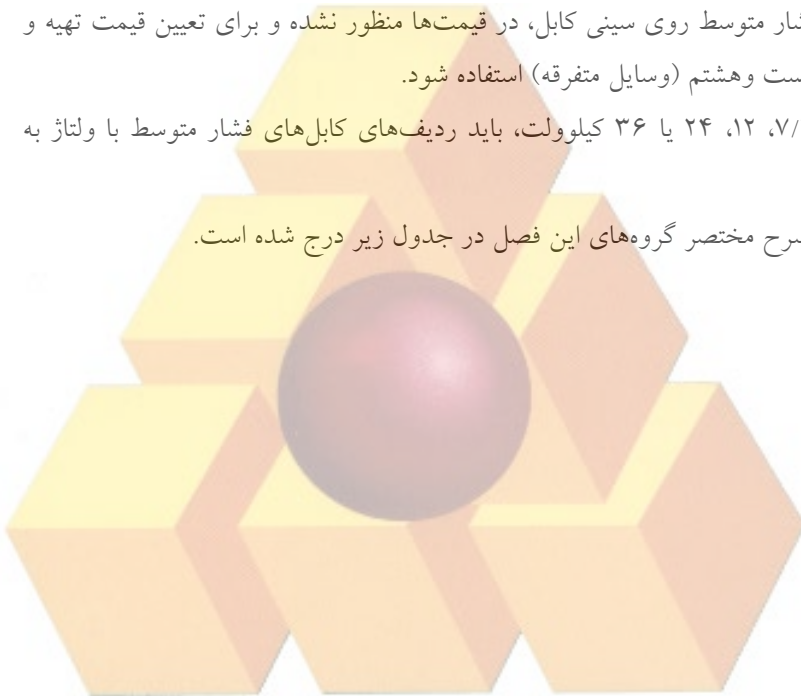 شار متوسط روی سینی کابل، در قیمت‌ها منظور نشده و برای تعیین قیمت تهیه و
ست وهشتم (وسایل متفرقه) استفاده شود.
۷/، ۱۲، ۲۴ یا ۳۶ کیلوولت، باید ردیف‌های کابل‌های فشار متوسط با ولتاژ به
شرح مختصر گروه‌های این فصل در جدول زیر درج شده است.